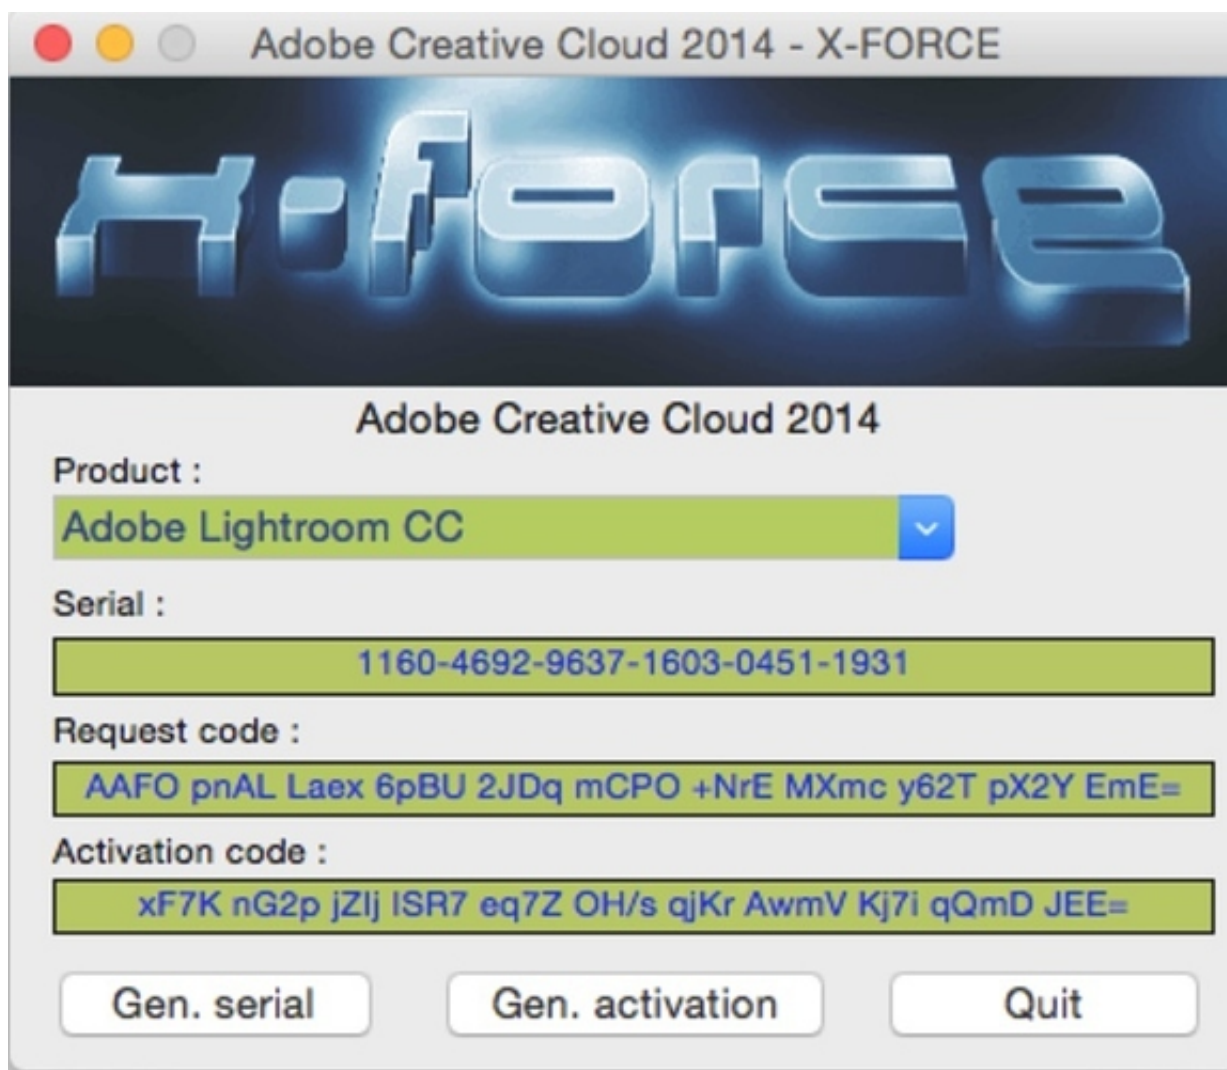 Adobe Creative Cloud 2014 - X-FORCE
x-force
Adobe Creative Cloud 2014
Product :
Adobe Lightroom CC
Serial :
1160-4692-9637-1603-0451-1931
Request code :
AAFO pnAL Laex 6pBU 2JDq mCPO +NrE MXmc y62T pX2Y EmE=
Activation code :
xF7K nG2p jZIj ISR7 eq7Z OH/s qjKr AwmV Kj7i qQmD JEE=
Gen. serial Gen. activation Quit